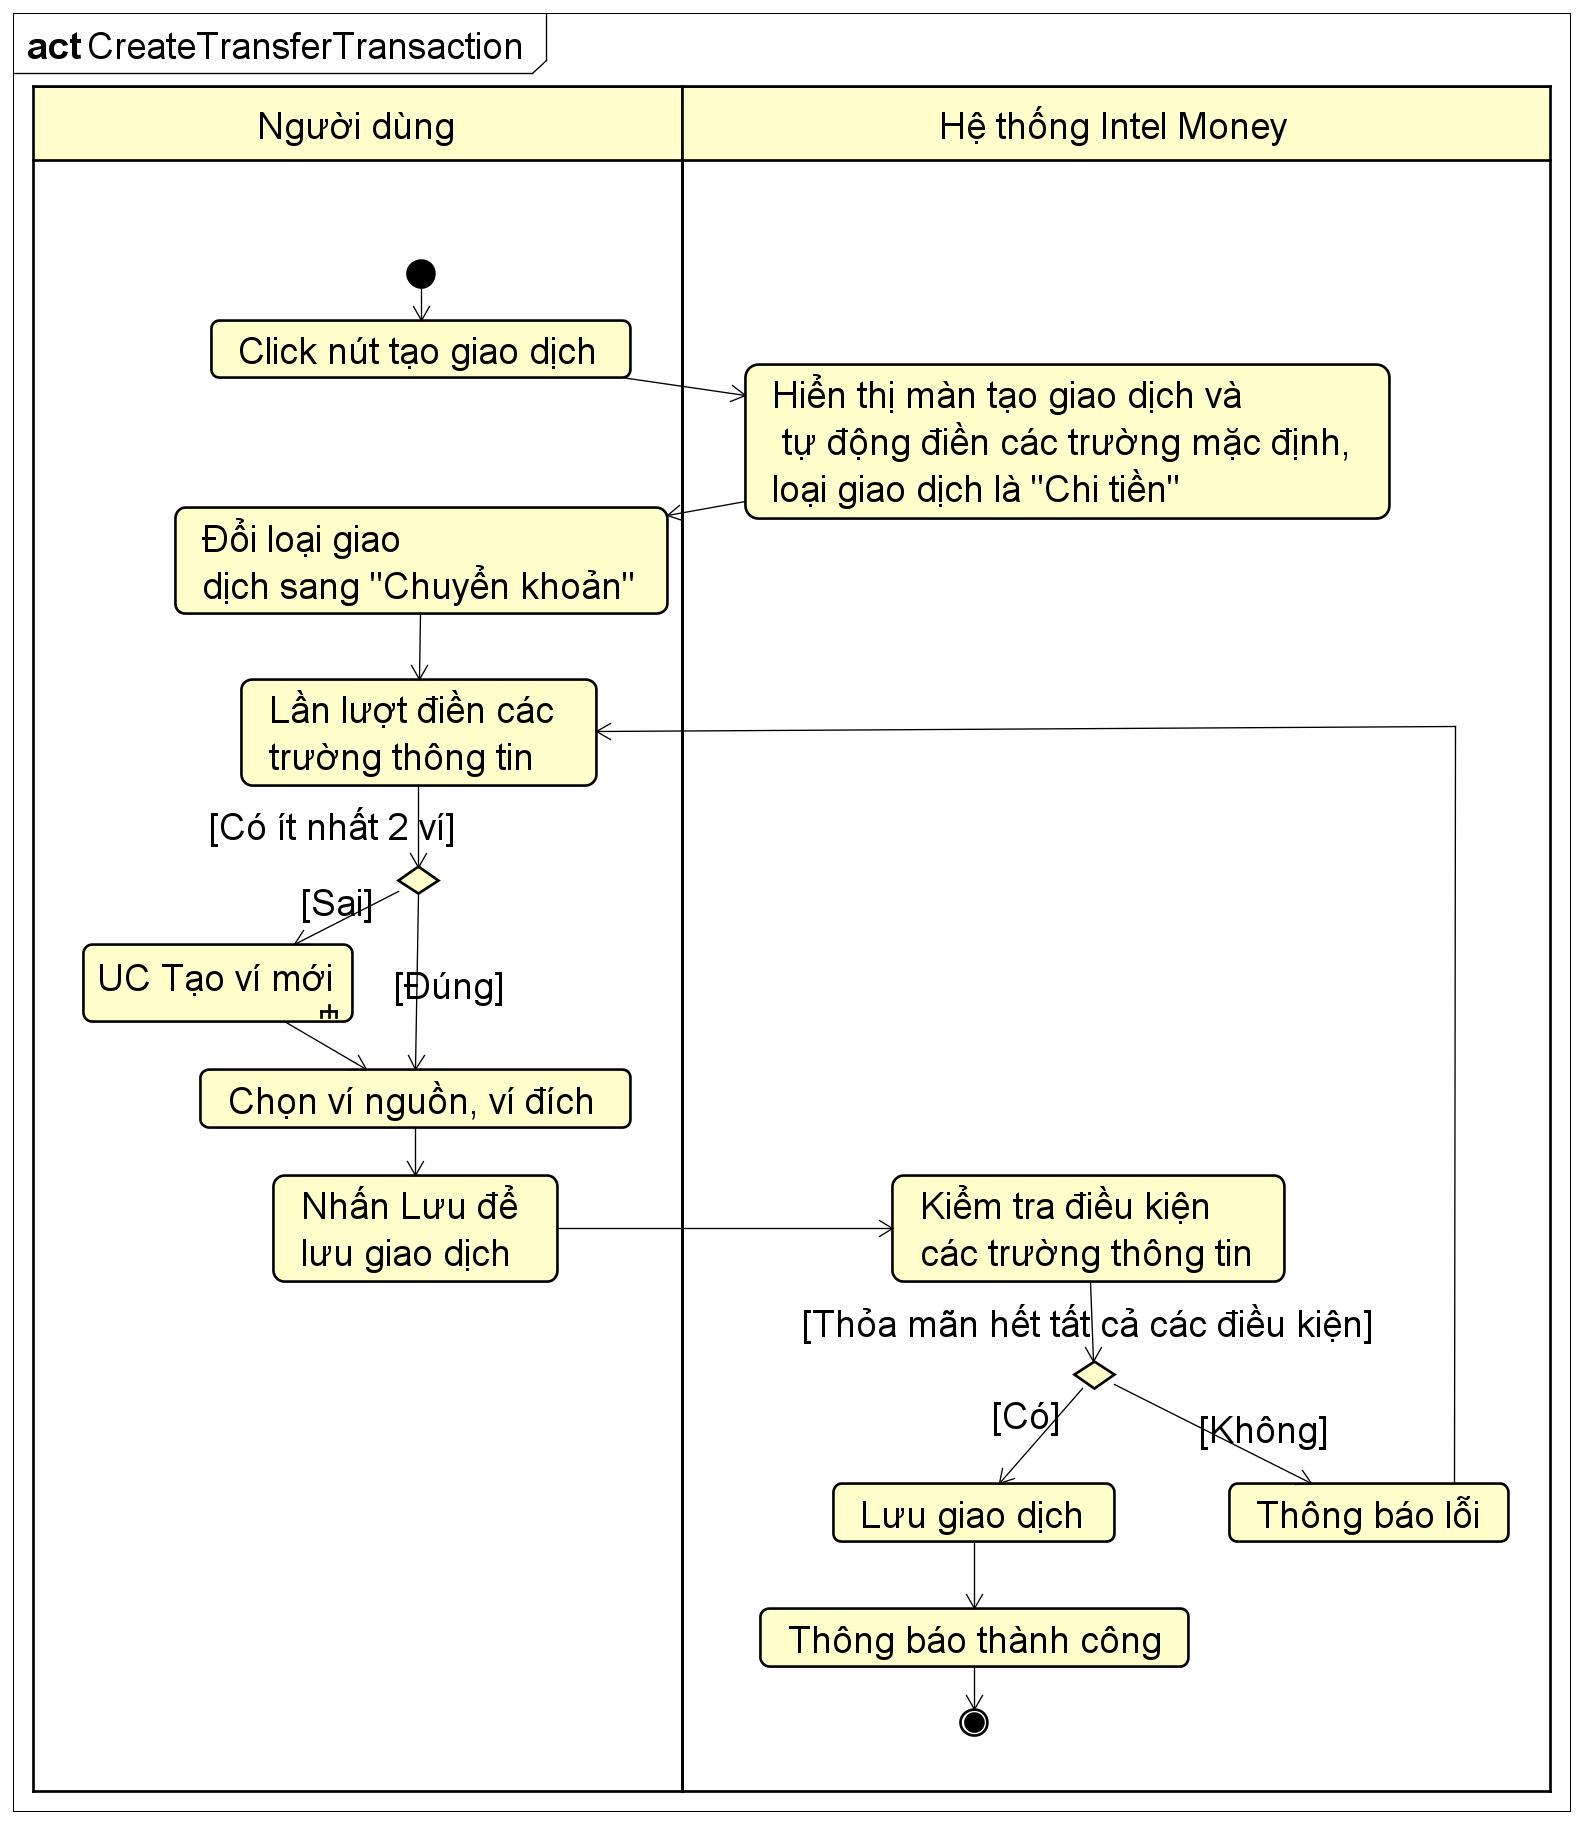 act CreateTransferTransaction
Người dùng
Hệ thống Intel Money
Click nút tạo giao dịch
Hiển thị màn tạo giao dịch và
tự động điền các trường mặc định,
loại giao dịch là "Chi tiền"
Đổi loại giao
dịch sang "Chuyển khoản"
Lần lượt điền các
trường thông tin
[Có ít nhất 2 ví]
[Sai]
UC Tạo ví mới
[Đúng]
Chọn ví nguồn, ví đích
Nhấn Lưu để
lưu giao dịch
Kiểm tra điều kiện
các trường thông tin
[Thỏa mãn hết tất cả các điều kiện]
[Có]
[Không]
Lưu giao dịch
Thông báo lỗi
Thông báo thành công